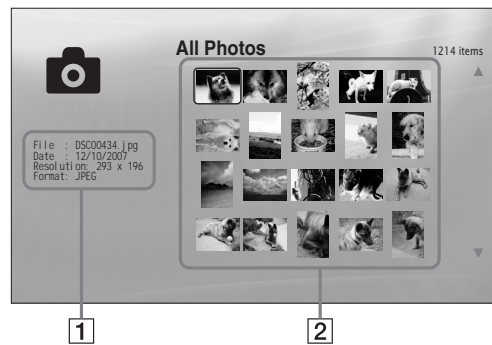 All Photos
1214 items
File : DSC00434.jpg
Date : 12/10/2007
Resolution: 293 x 196
Format: JPEG
1
2